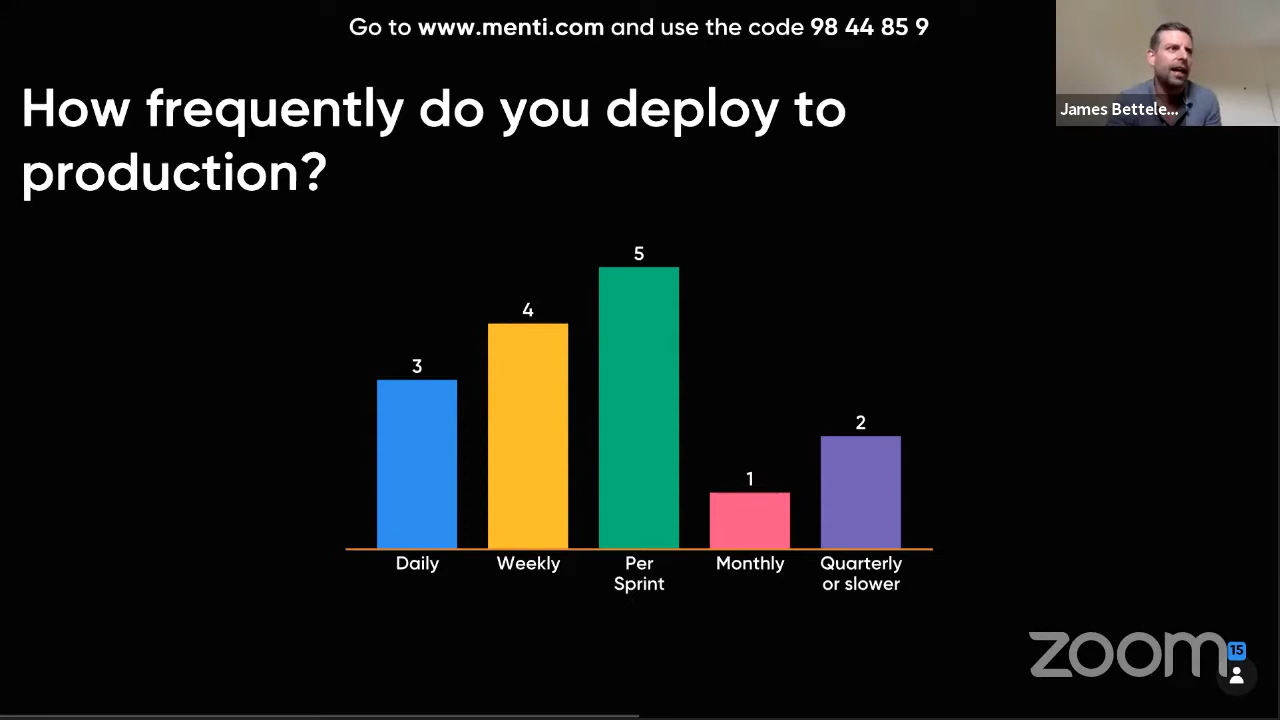 Go to www.menti.com and use the code 98 44 85 9
James Bettele...
How frequently do you deploy to
production?
5
4
3
2
1
Daily
Weekly
Per
Sprint
Monthly
Quarterly
or slower
zoom
15